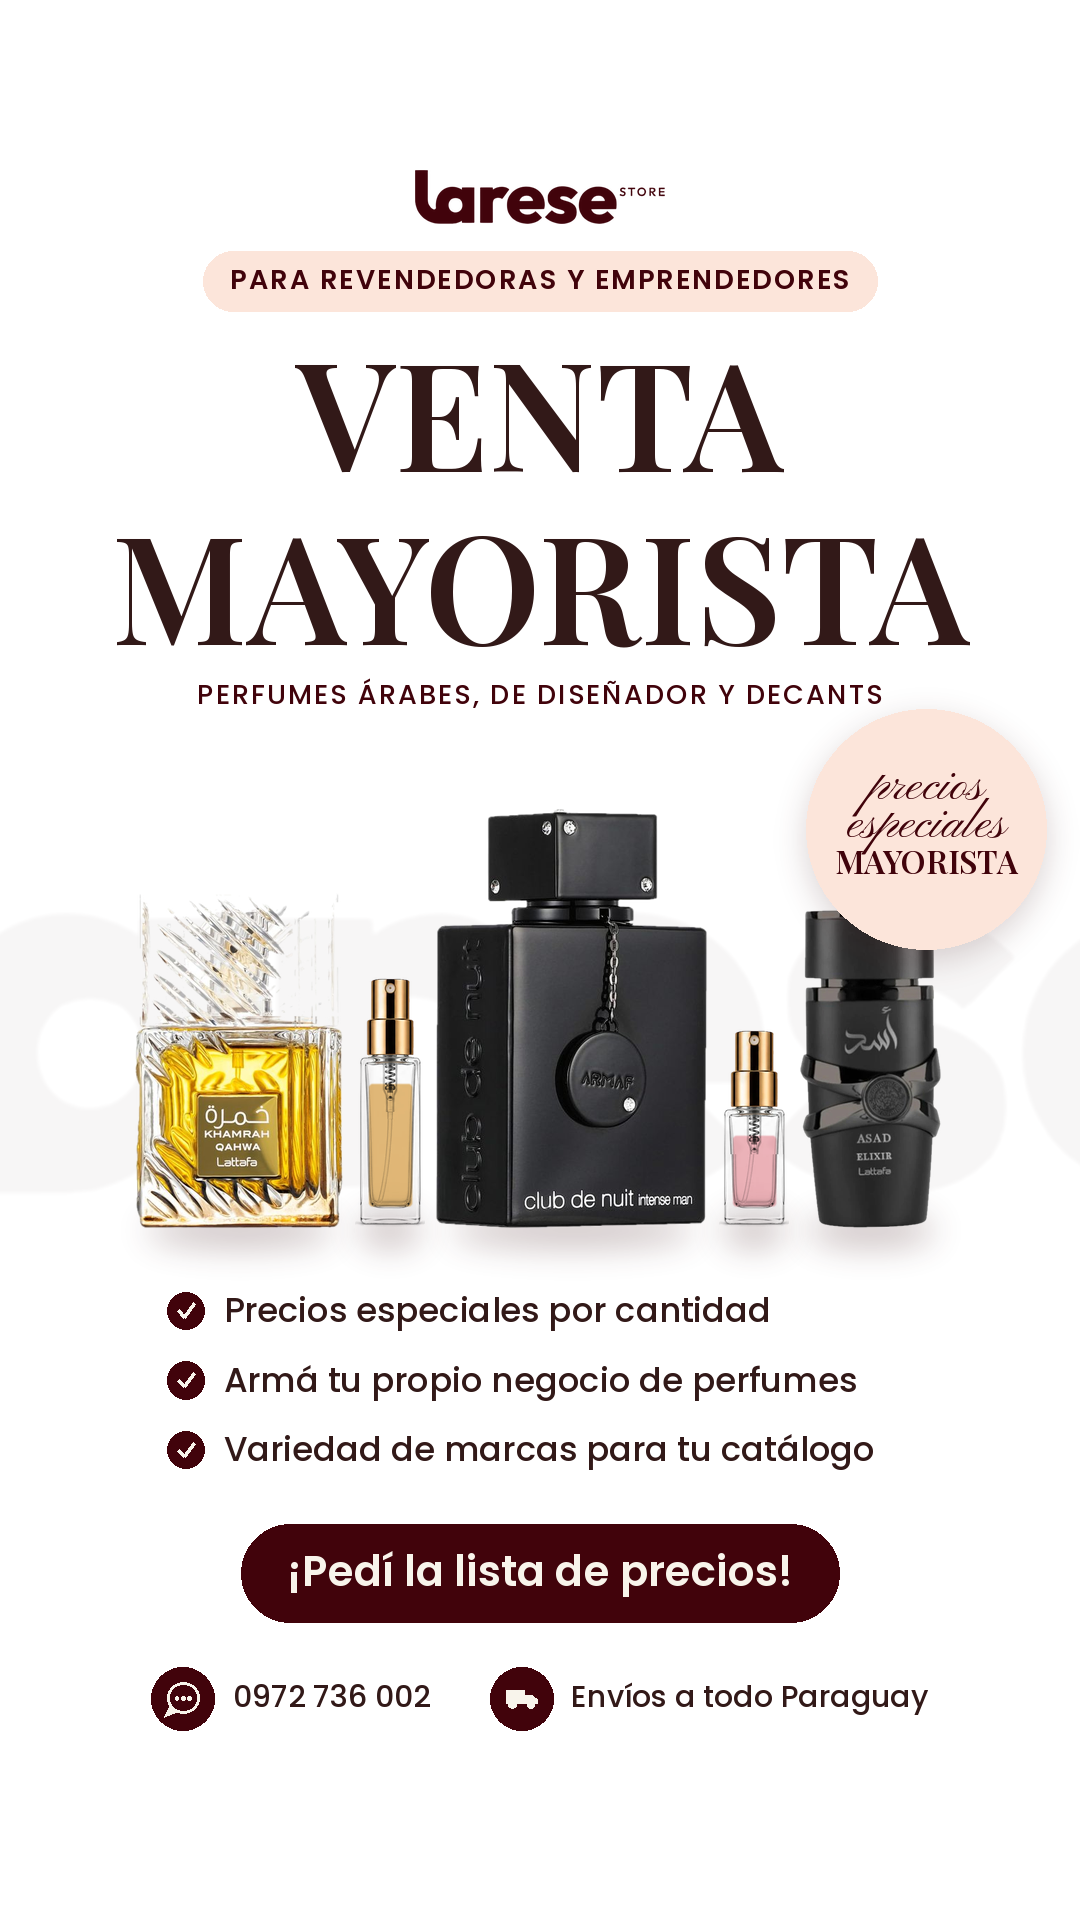 larese STORE
PARA REVENDEDORAS Y EMPRENDEDORES
VENTA
MAYORISTA
PERFUMES ÁRABES, DE DISEÑADOR Y DECANTS
precios
especiales
MAYORISTA
خمرة
KHAMRAH
QAHWA
Lattafa
club de nuit
ARMAF
club de nuit intense man
أسد
ASAD
ELIXIR
Lattafa
Precios especiales por cantidad
Armá tu propio negocio de perfumes
Variedad de marcas para tu catálogo
¡Pedí la lista de precios!
0972 736 002
Envíos a todo Paraguay